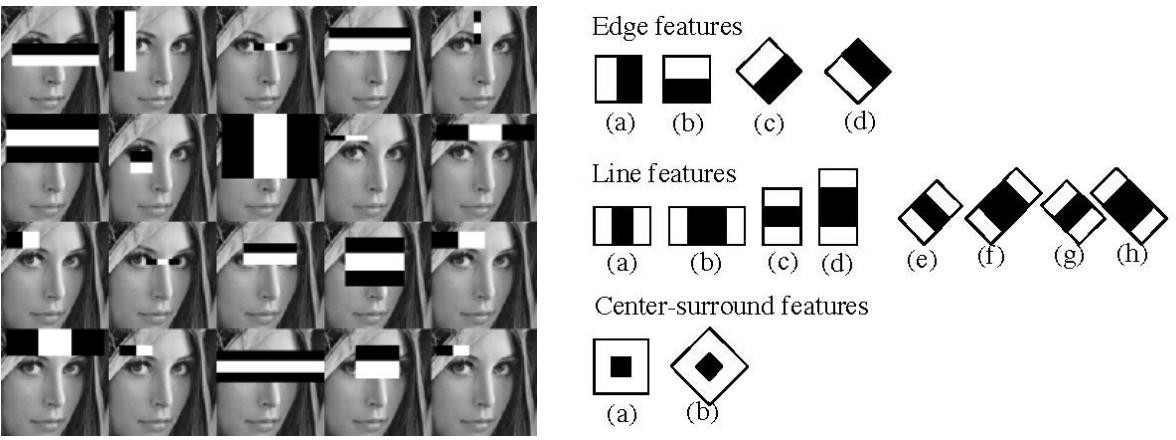 Edge features
(a) (b) (c) (d)
Line features
(a) (b) (c) (d) (e) (f) (g) (h)
Center-surround features
(a) (b)